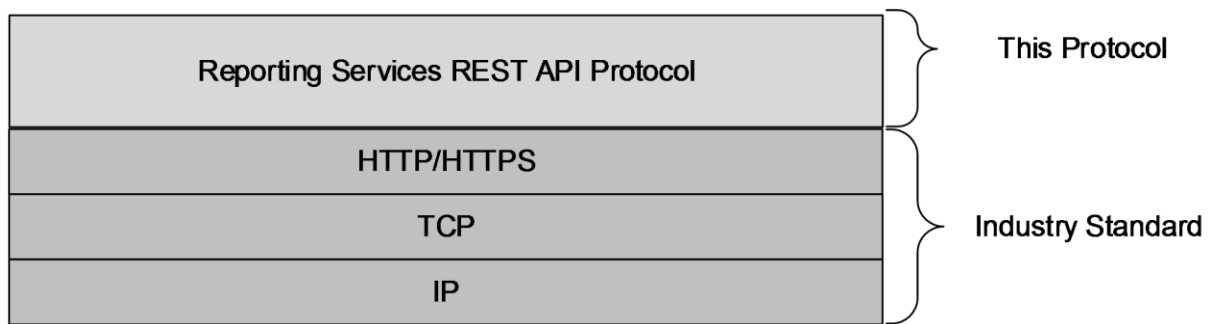 Reporting Services REST API Protocol
This Protocol
HTTP/HTTPS
TCP
Industry Standard
IP